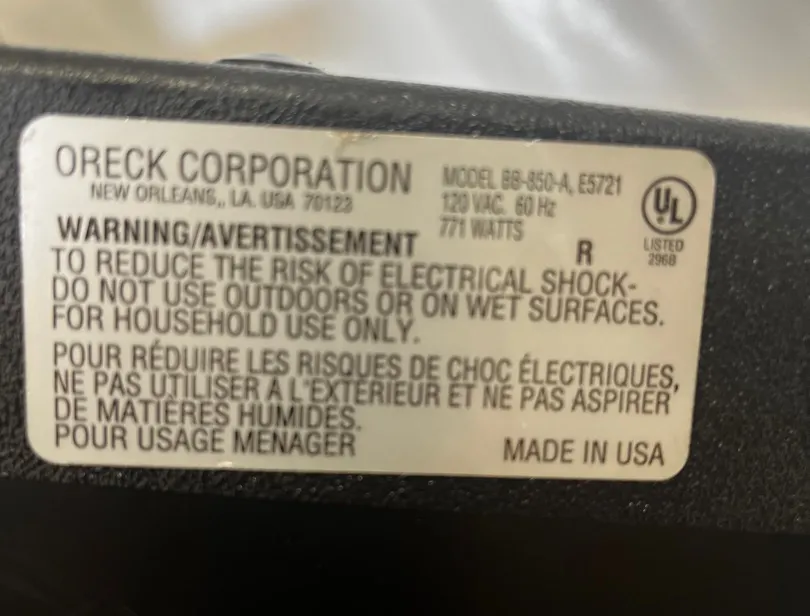 ORECK CORPORATION
NEW ORLEANS,, LA. USA 70123
MODEL BB-850-A, E5721
120 VAC. 60 Hz
771 WATTS
R
UL
LISTED
296B
WARNING/AVERTISSEMENT
TO REDUCE THE RISK OF ELECTRICAL SHOCK-
DO NOT USE OUTDOORS OR ON WET SURFACES.
FOR HOUSEHOLD USE ONLY.
POUR RÉDUIRE LES RISQUES DE CHOC ÉLECTRIQUES,
NE PAS UTILISER À L'EXTERIEUR ET NE PAS ASPIRER
DE MATIÈRES HUMIDES.
POUR USAGE MENAGER
MADE IN USA